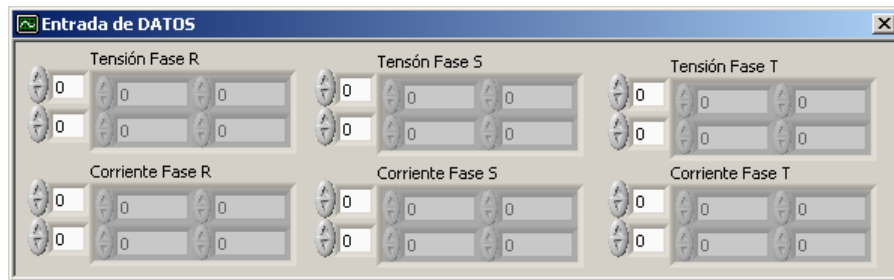 Entrada de DATOS
Tensión Fase R
Tensón Fase S
Tensión Fase T
0 0 0 0 0 0 0 0 0
0 0 0 0 0 0 0 0 0
Corriente Fase R
Corriente Fase S
Corriente Fase T
0 0 0 0 0 0 0 0 0
0 0 0 0 0 0 0 0 0